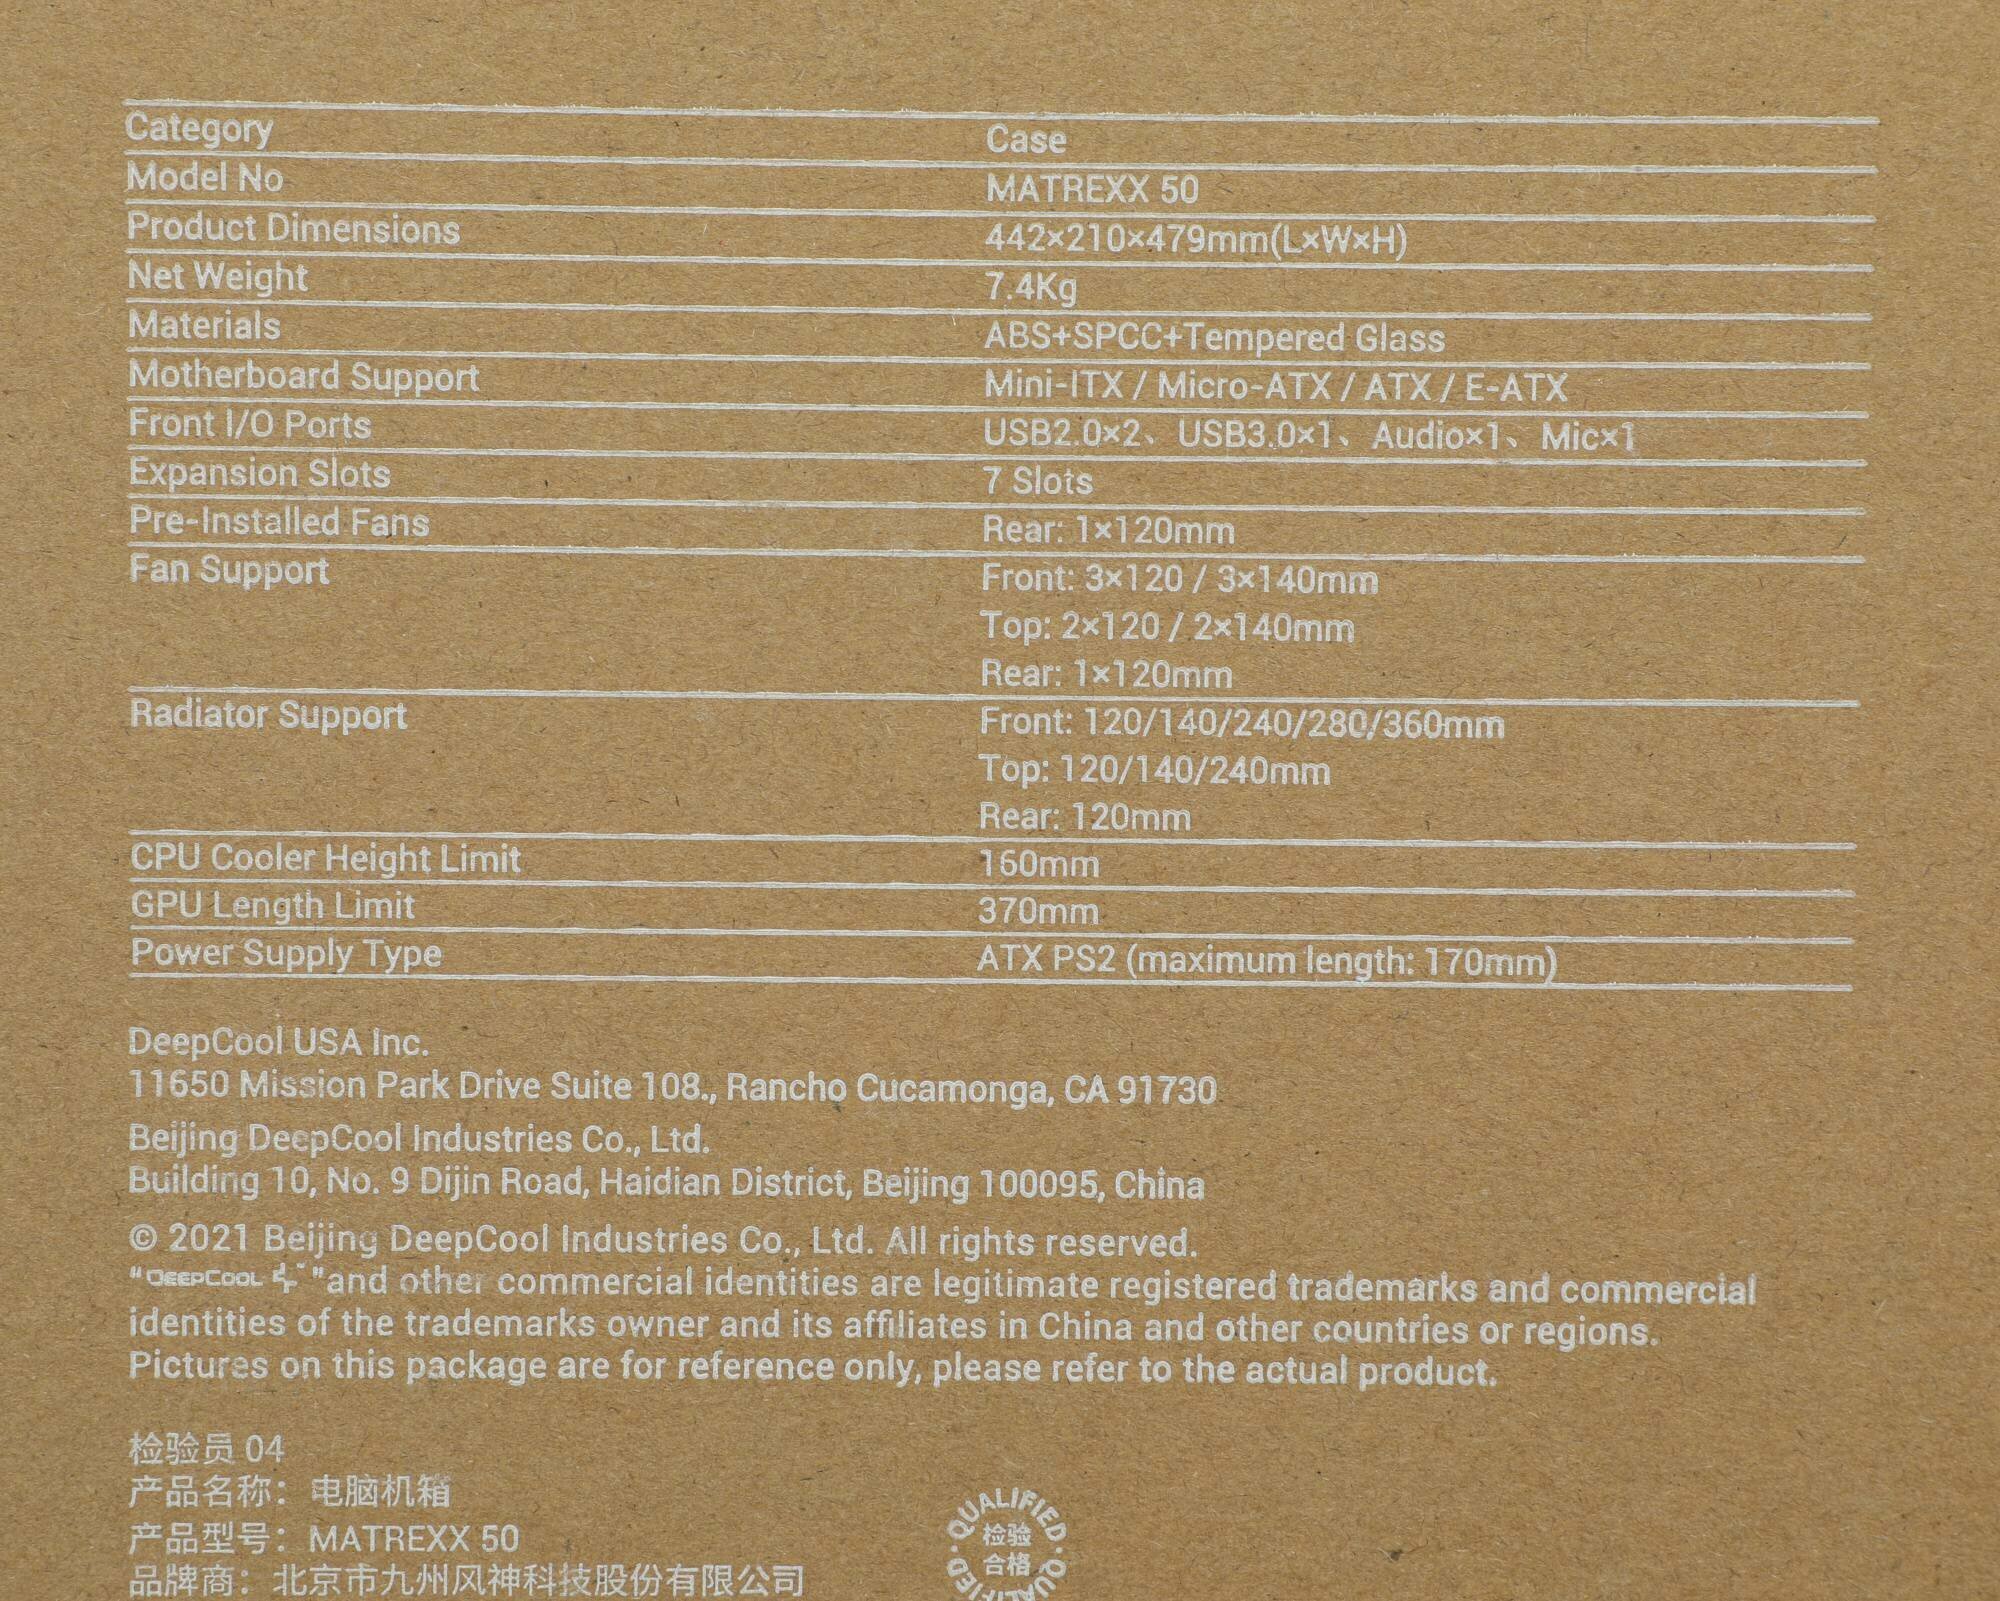 Category Case
Model No MATREXX 50
Product Dimensions 442×210×479mm(L×W×H)
Net Weight 7.4Kg
Materials ABS+SPCC+Tempered Glass
Motherboard Support Mini-ITX / Micro-ATX / ATX / E-ATX
Front I/O Ports USB2.0×2、USB3.0×1、Audio×1、Mic×1
Expansion Slots 7 Slots
Pre-Installed Fans Rear: 1×120mm
Fan Support Front: 3×120 / 3×140mm
Top: 2×120 / 2×140mm
Rear: 1×120mm
Radiator Support Front: 120/140/240/280/360mm
Top: 120/140/240mm
Rear: 120mm
CPU Cooler Height Limit 160mm
GPU Length Limit 370mm
Power Supply Type ATX PS2 (maximum length: 170mm)
DeepCool USA Inc.
11650 Mission Park Drive Suite 108., Rancho Cucamonga, CA 91730
Beijing DeepCool Industries Co., Ltd.
Building 10, No. 9 Dijin Road, Haidian District, Beijing 100095, China
© 2021 Beijing DeepCool Industries Co., Ltd. All rights reserved.
"DEEPCOOL "and other commercial identities are legitimate registered trademarks and commercial
identities of the trademarks owner and its affiliates in China and other countries or regions.
Pictures on this package are for reference only, please refer to the actual product.
检验员 04
产品名称：电脑机箱
产品型号：MATREXX 50
品牌商：北京市九州风神科技股份有限公司
QUALIFIED
检验
合格
QUALIFIED